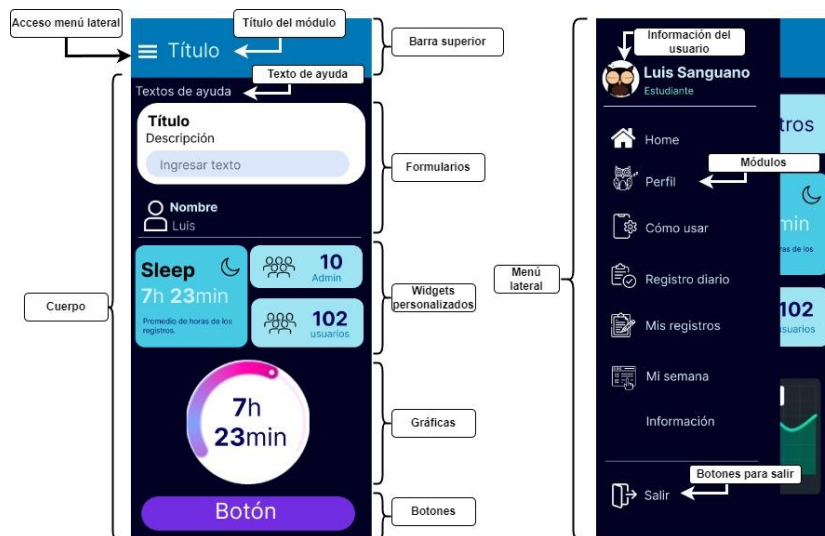 Acceso menú lateral
Título del módulo
Título
Barra superior
Texto de ayuda
Textos de ayuda
Título
Descripción
Ingresar texto
Formularios
Nombre
Luis
Cuerpo
Sleep
7h 23min
Promedio de horas de los
registros.
10
Admin
102
usuarios
Widgets
personalizados
7h
23min
Gráficas
Botón
Botones
Información del
usuario
Luis Sanguano
Estudiante
Home
Módulos
Perfil
Cómo usar
Menú
lateral
Registro diario
Mis registros
Mi semana
Información
Botones para salir
Salir
tros
min
ras de los
102
usuarios